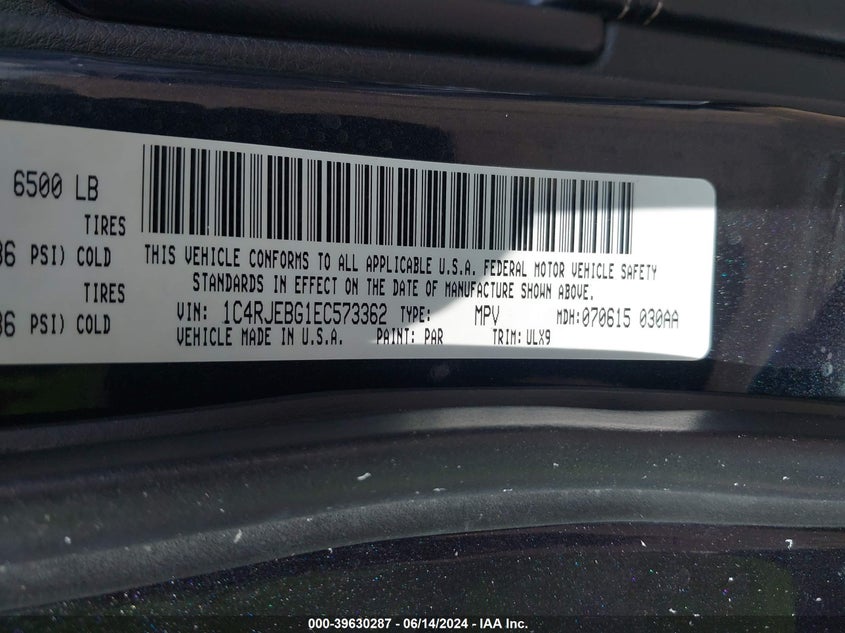 6500 LB
TIRES
36 PSI) COLD
TIRES
36 PSI) COLD
THIS VEHICLE CONFORMS TO ALL APPLICABLE U.S.A. FEDERAL MOTOR VEHICLE SAFETY
STANDARDS IN EFFECT ON THE DATE OF MANUFACTURE SHOWN ABOVE.
VIN: 1C4RJEBG1EC573362 TYPE: MPV MDH: 070615 030AA
VEHICLE MADE IN U.S.A. PAINT: PAR TRIM: ULX9
000-39630287 - 06/14/2024 - IAA Inc.